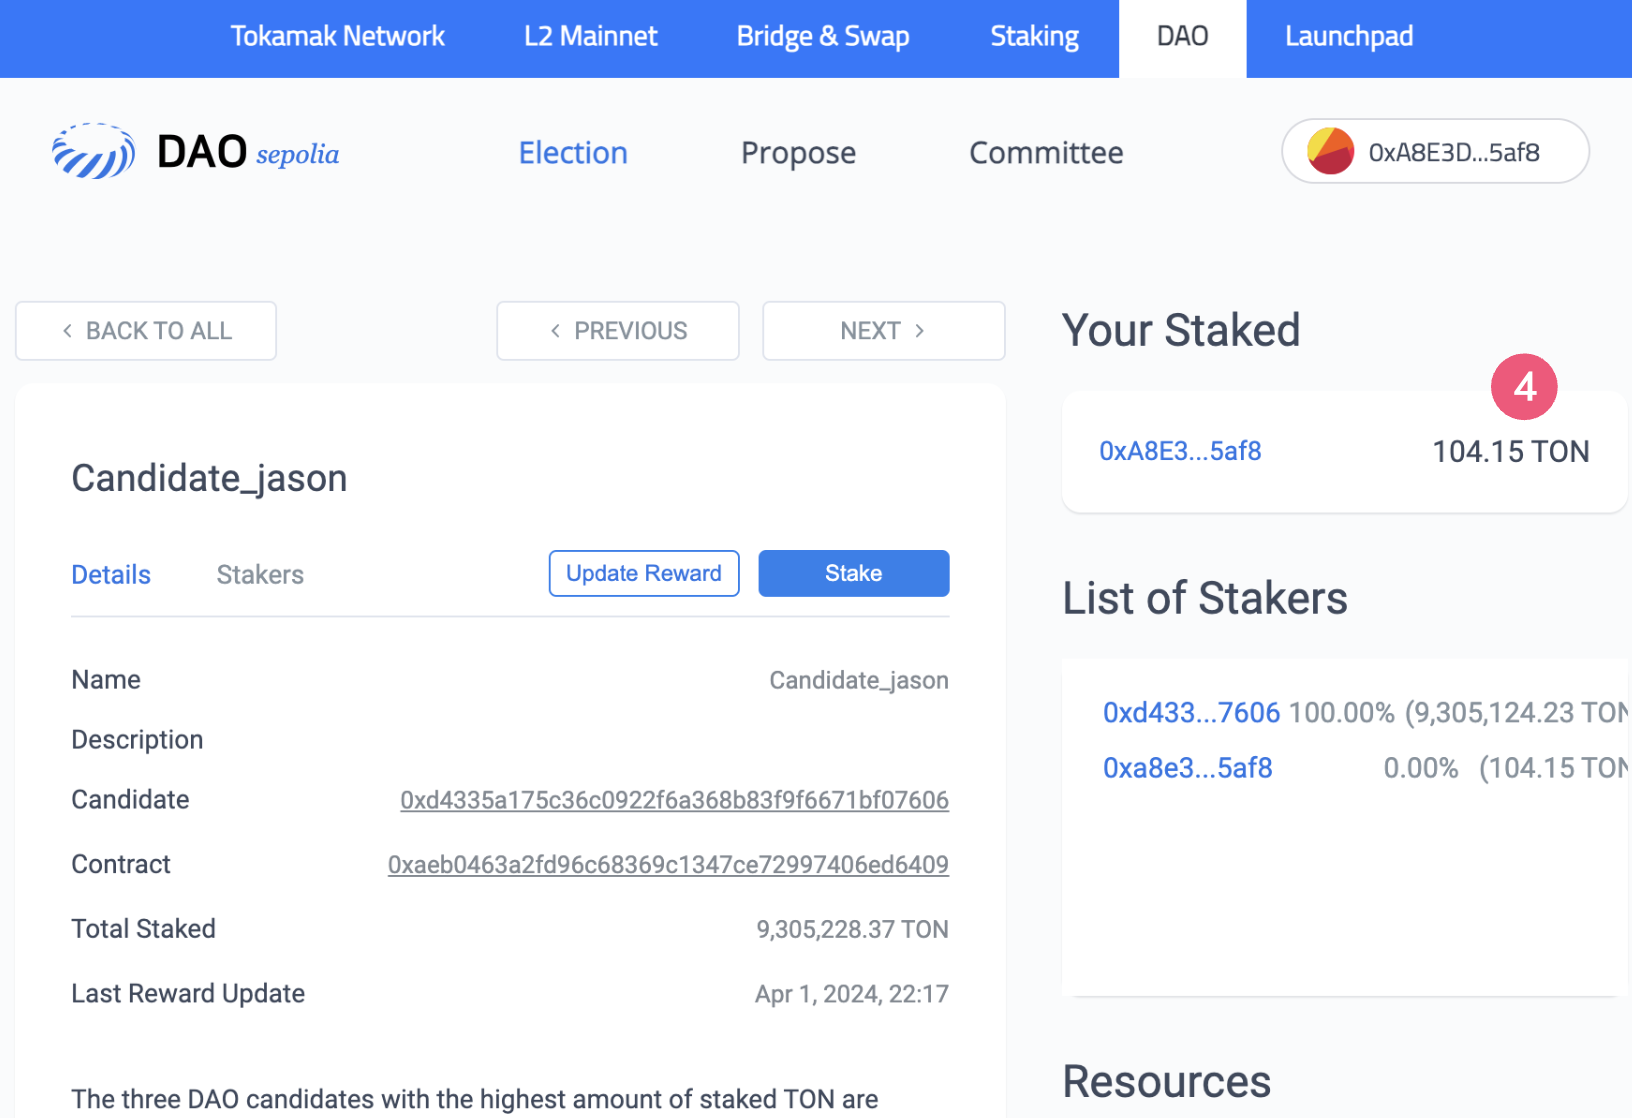 Tokamak Network L2 Mainnet Bridge & Swap Staking DAO Launchpad
DAO sepolia Election Propose Committee 0xA8E3D...5af8
< BACK TO ALL < PREVIOUS NEXT >
Your Staked
4
0xA8E3...5af8 104.15 TON
Candidate_jason
Details Stakers Update Reward Stake
List of Stakers
Name Candidate_jason
0xd433...7606 100.00% (9,305,124.23 TON
Description
0xa8e3...5af8 0.00% (104.15 TON
Candidate 0xd4335a175c36c0922f6a368b83f9f6671bf07606
Contract 0xaeb0463a2fd96c68369c1347ce72997406ed6409
Total Staked 9,305,228.37 TON
Last Reward Update Apr 1, 2024, 22:17
Resources
The three DAO candidates with the highest amount of staked TON are